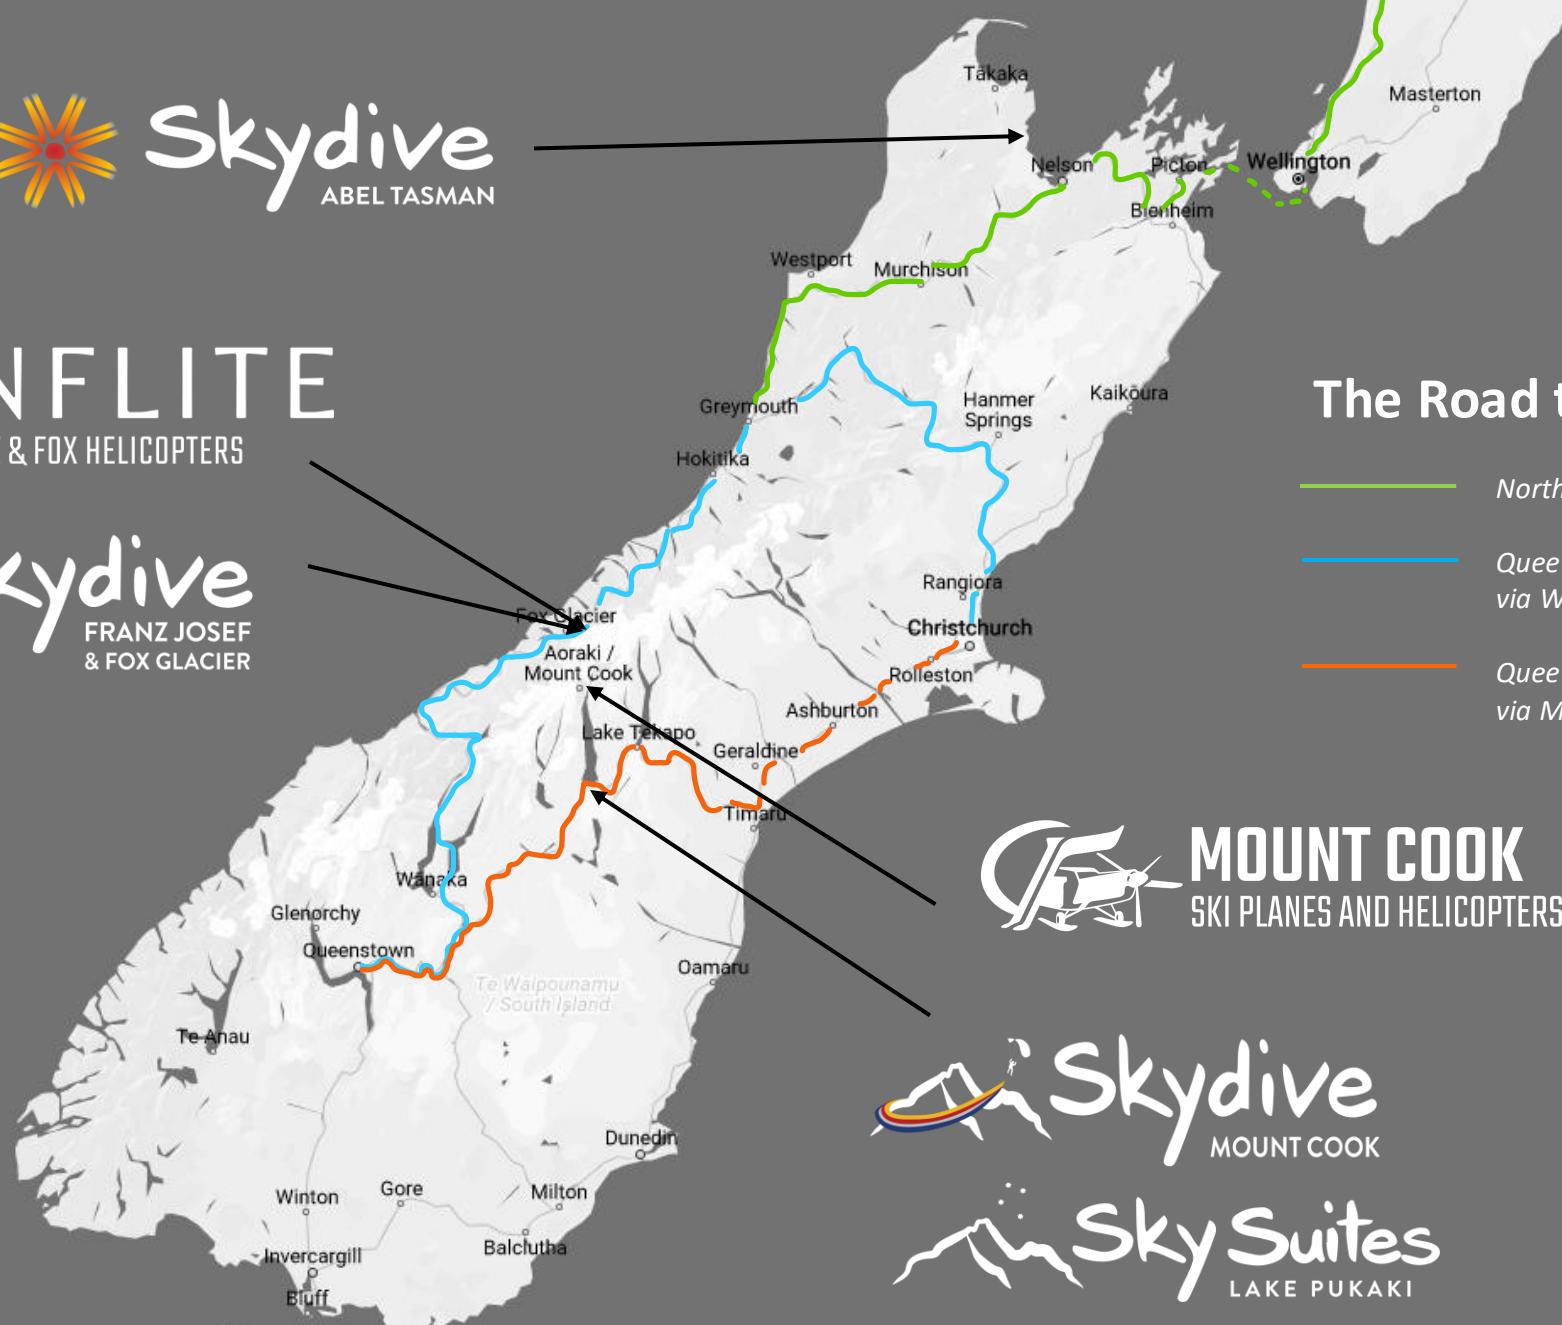 Tākaka
Masterton
Skydive
ABEL TASMAN
Nelson
Picton
Wellington
Blenheim
Westport
Murchison
NFLITE
& FOX HELICOPTERS
The Road t
Hanmer
Springs
Kaikōura
Greymouth
Hokitika
North
Skydive
FRANZ JOSEF
& FOX GLACIER
Quee
via W
Rangiora
Fox Glacier
Christchurch
Aoraki /
Mount Cook
Rolleston
Quee
via M
Ashburton
Lake Tekapo
Geraldine
Timaru
MOUNT COOK
SKI PLANES AND HELICOPTERS
Wānaka
Glenorchy
Queenstown
Oamaru
Te Waipounamu
/ South Island
Te Anau
Skydive
MOUNT COOK
Dunedin
Winton
Gore
Milton
Sky Suites
LAKE PUKAKI
Balclutha
Invercargill
Bluff